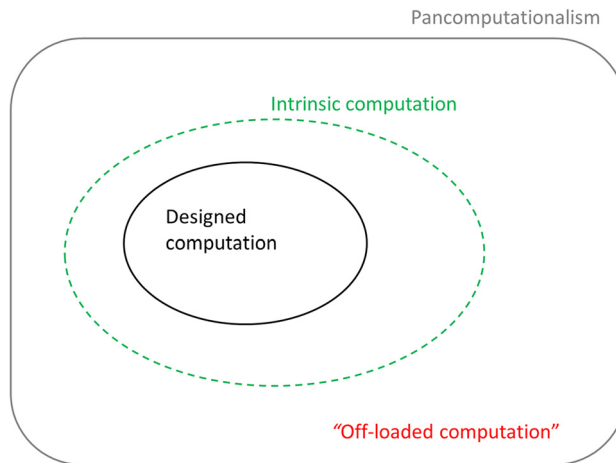 Pancomputationalism
Intrinsic computation
Designed
computation
“Off-loaded computation”